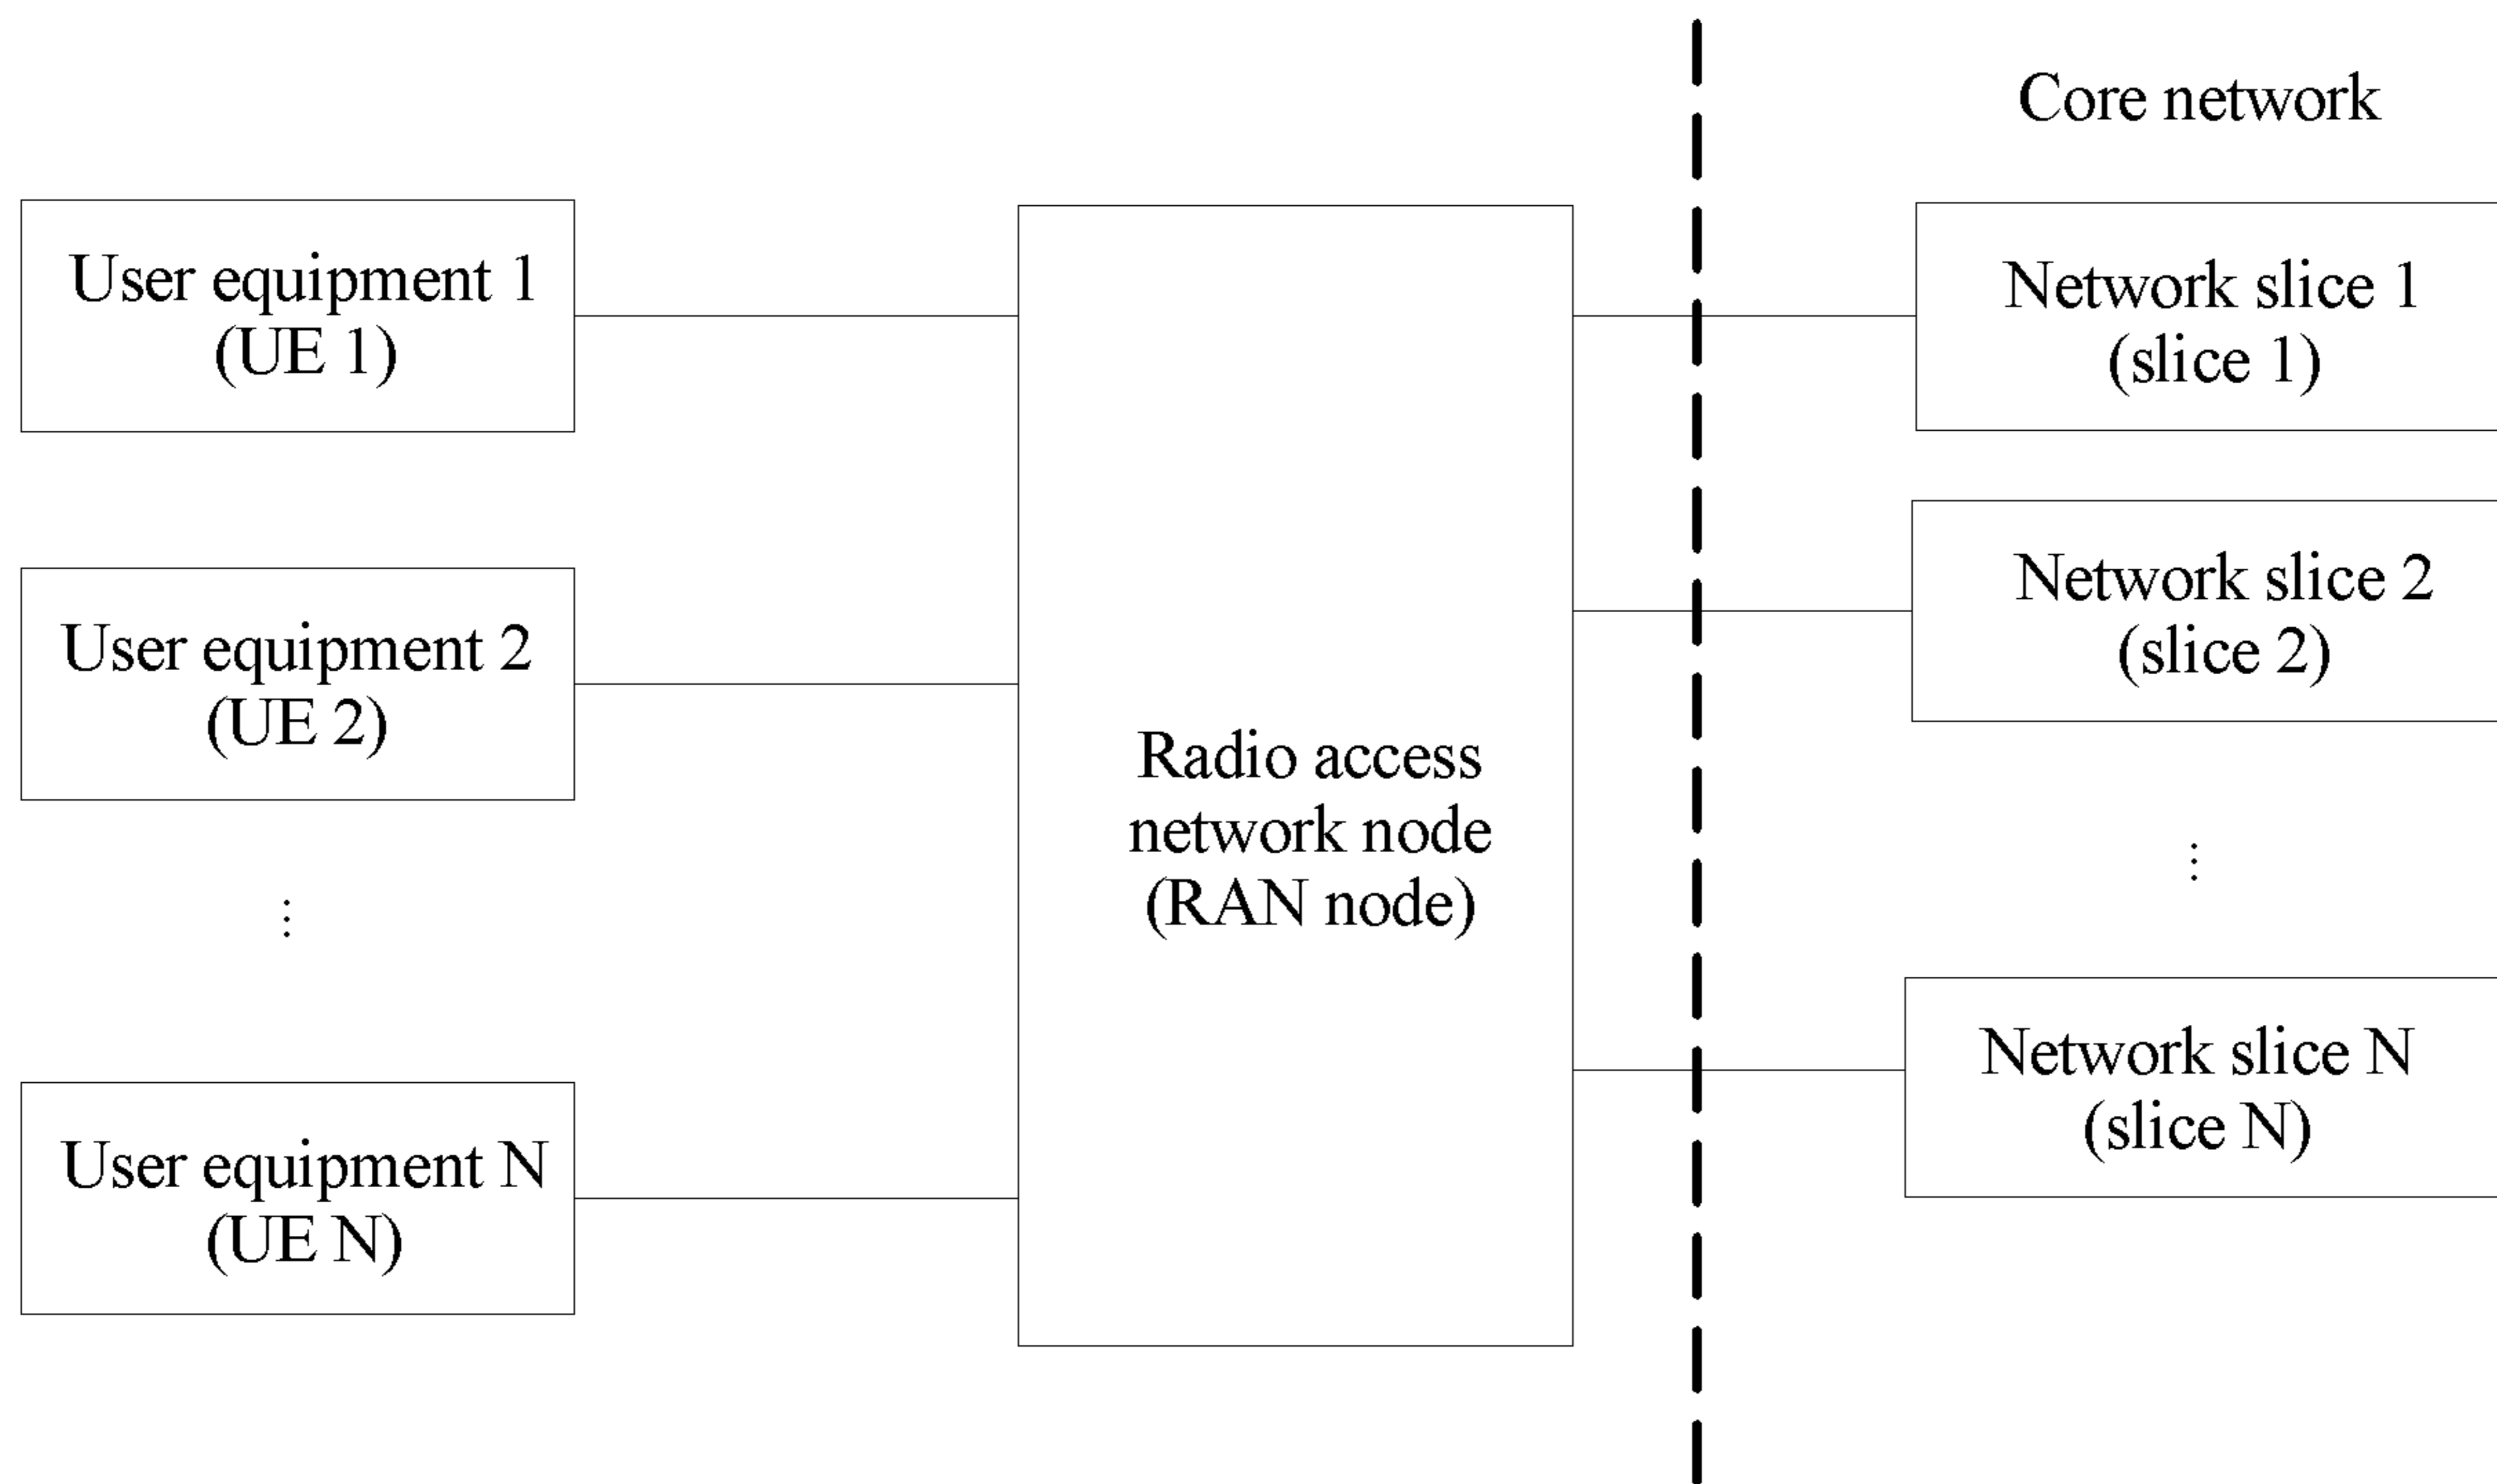 Core network
User equipment 1
(UE 1)
User equipment 2
(UE 2)
⋮
User equipment N
(UE N)
Radio access
network node
(RAN node)
Network slice 1
(slice 1)
Network slice 2
(slice 2)
⋮
Network slice N
(slice N)